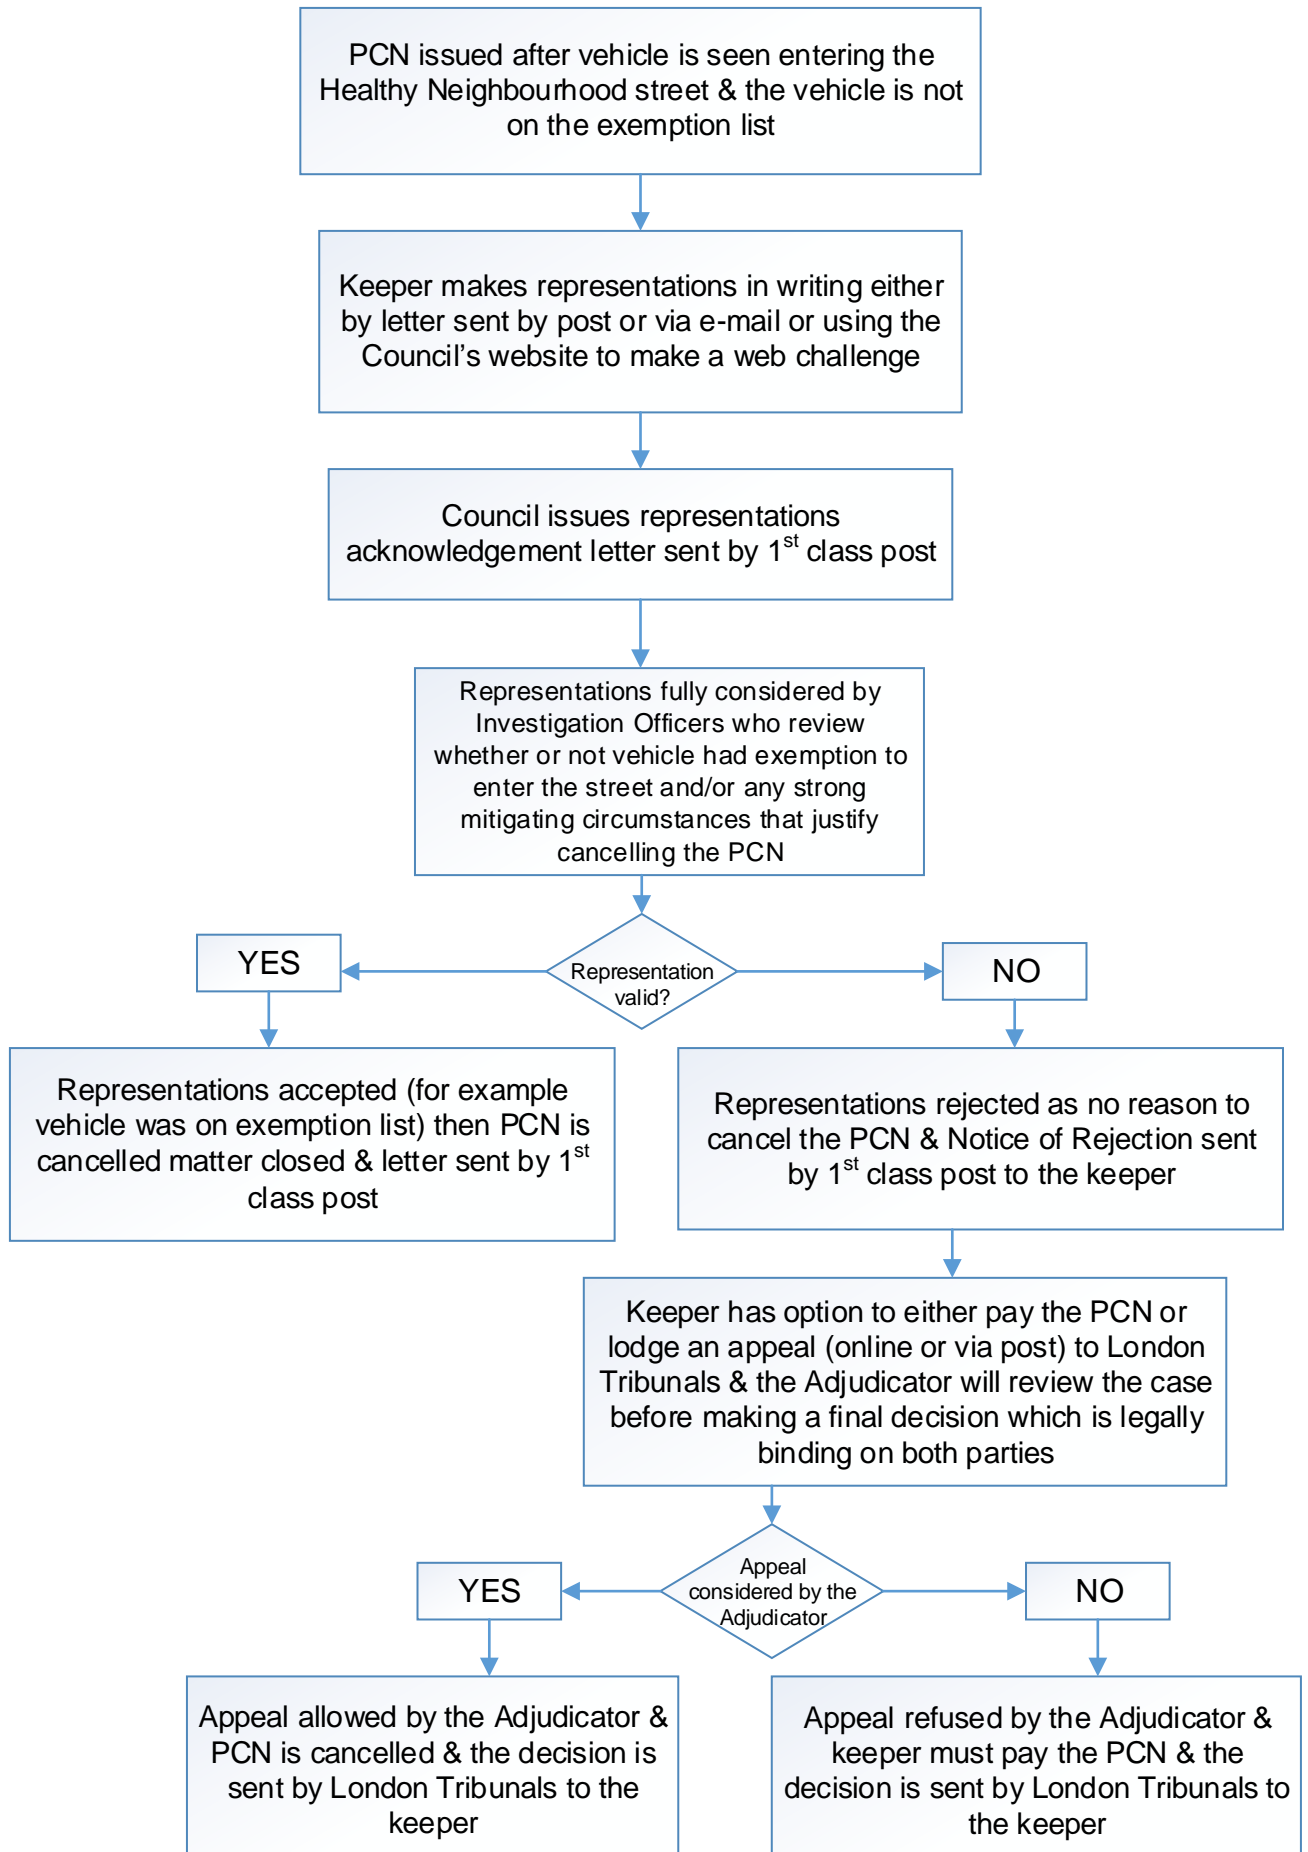 PCN issued after vehicle is seen entering the
Healthy Neighbourhood street & the vehicle is not
on the exemption list
Keeper makes representations in writing either
by letter sent by post or via e-mail or using the
Council’s website to make a web challenge
Council issues representations
acknowledgement letter sent by 1st class post
Representations fully considered by
Investigation Officers who review
whether or not vehicle had exemption to
enter the street and/or any strong
mitigating circumstances that justify
cancelling the PCN
Representation
valid?
YES
NO
Representations accepted (for example
vehicle was on exemption list) then PCN is
cancelled matter closed & letter sent by 1st
class post
Representations rejected as no reason to
cancel the PCN & Notice of Rejection sent
by 1st class post to the keeper
Keeper has option to either pay the PCN or
lodge an appeal (online or via post) to London
Tribunals & the Adjudicator will review the case
before making a final decision which is legally
binding on both parties
Appeal
considered by the
Adjudicator
YES
NO
Appeal allowed by the Adjudicator &
PCN is cancelled & the decision is
sent by London Tribunals to the
keeper
Appeal refused by the Adjudicator &
keeper must pay the PCN & the
decision is sent by London Tribunals to
the keeper